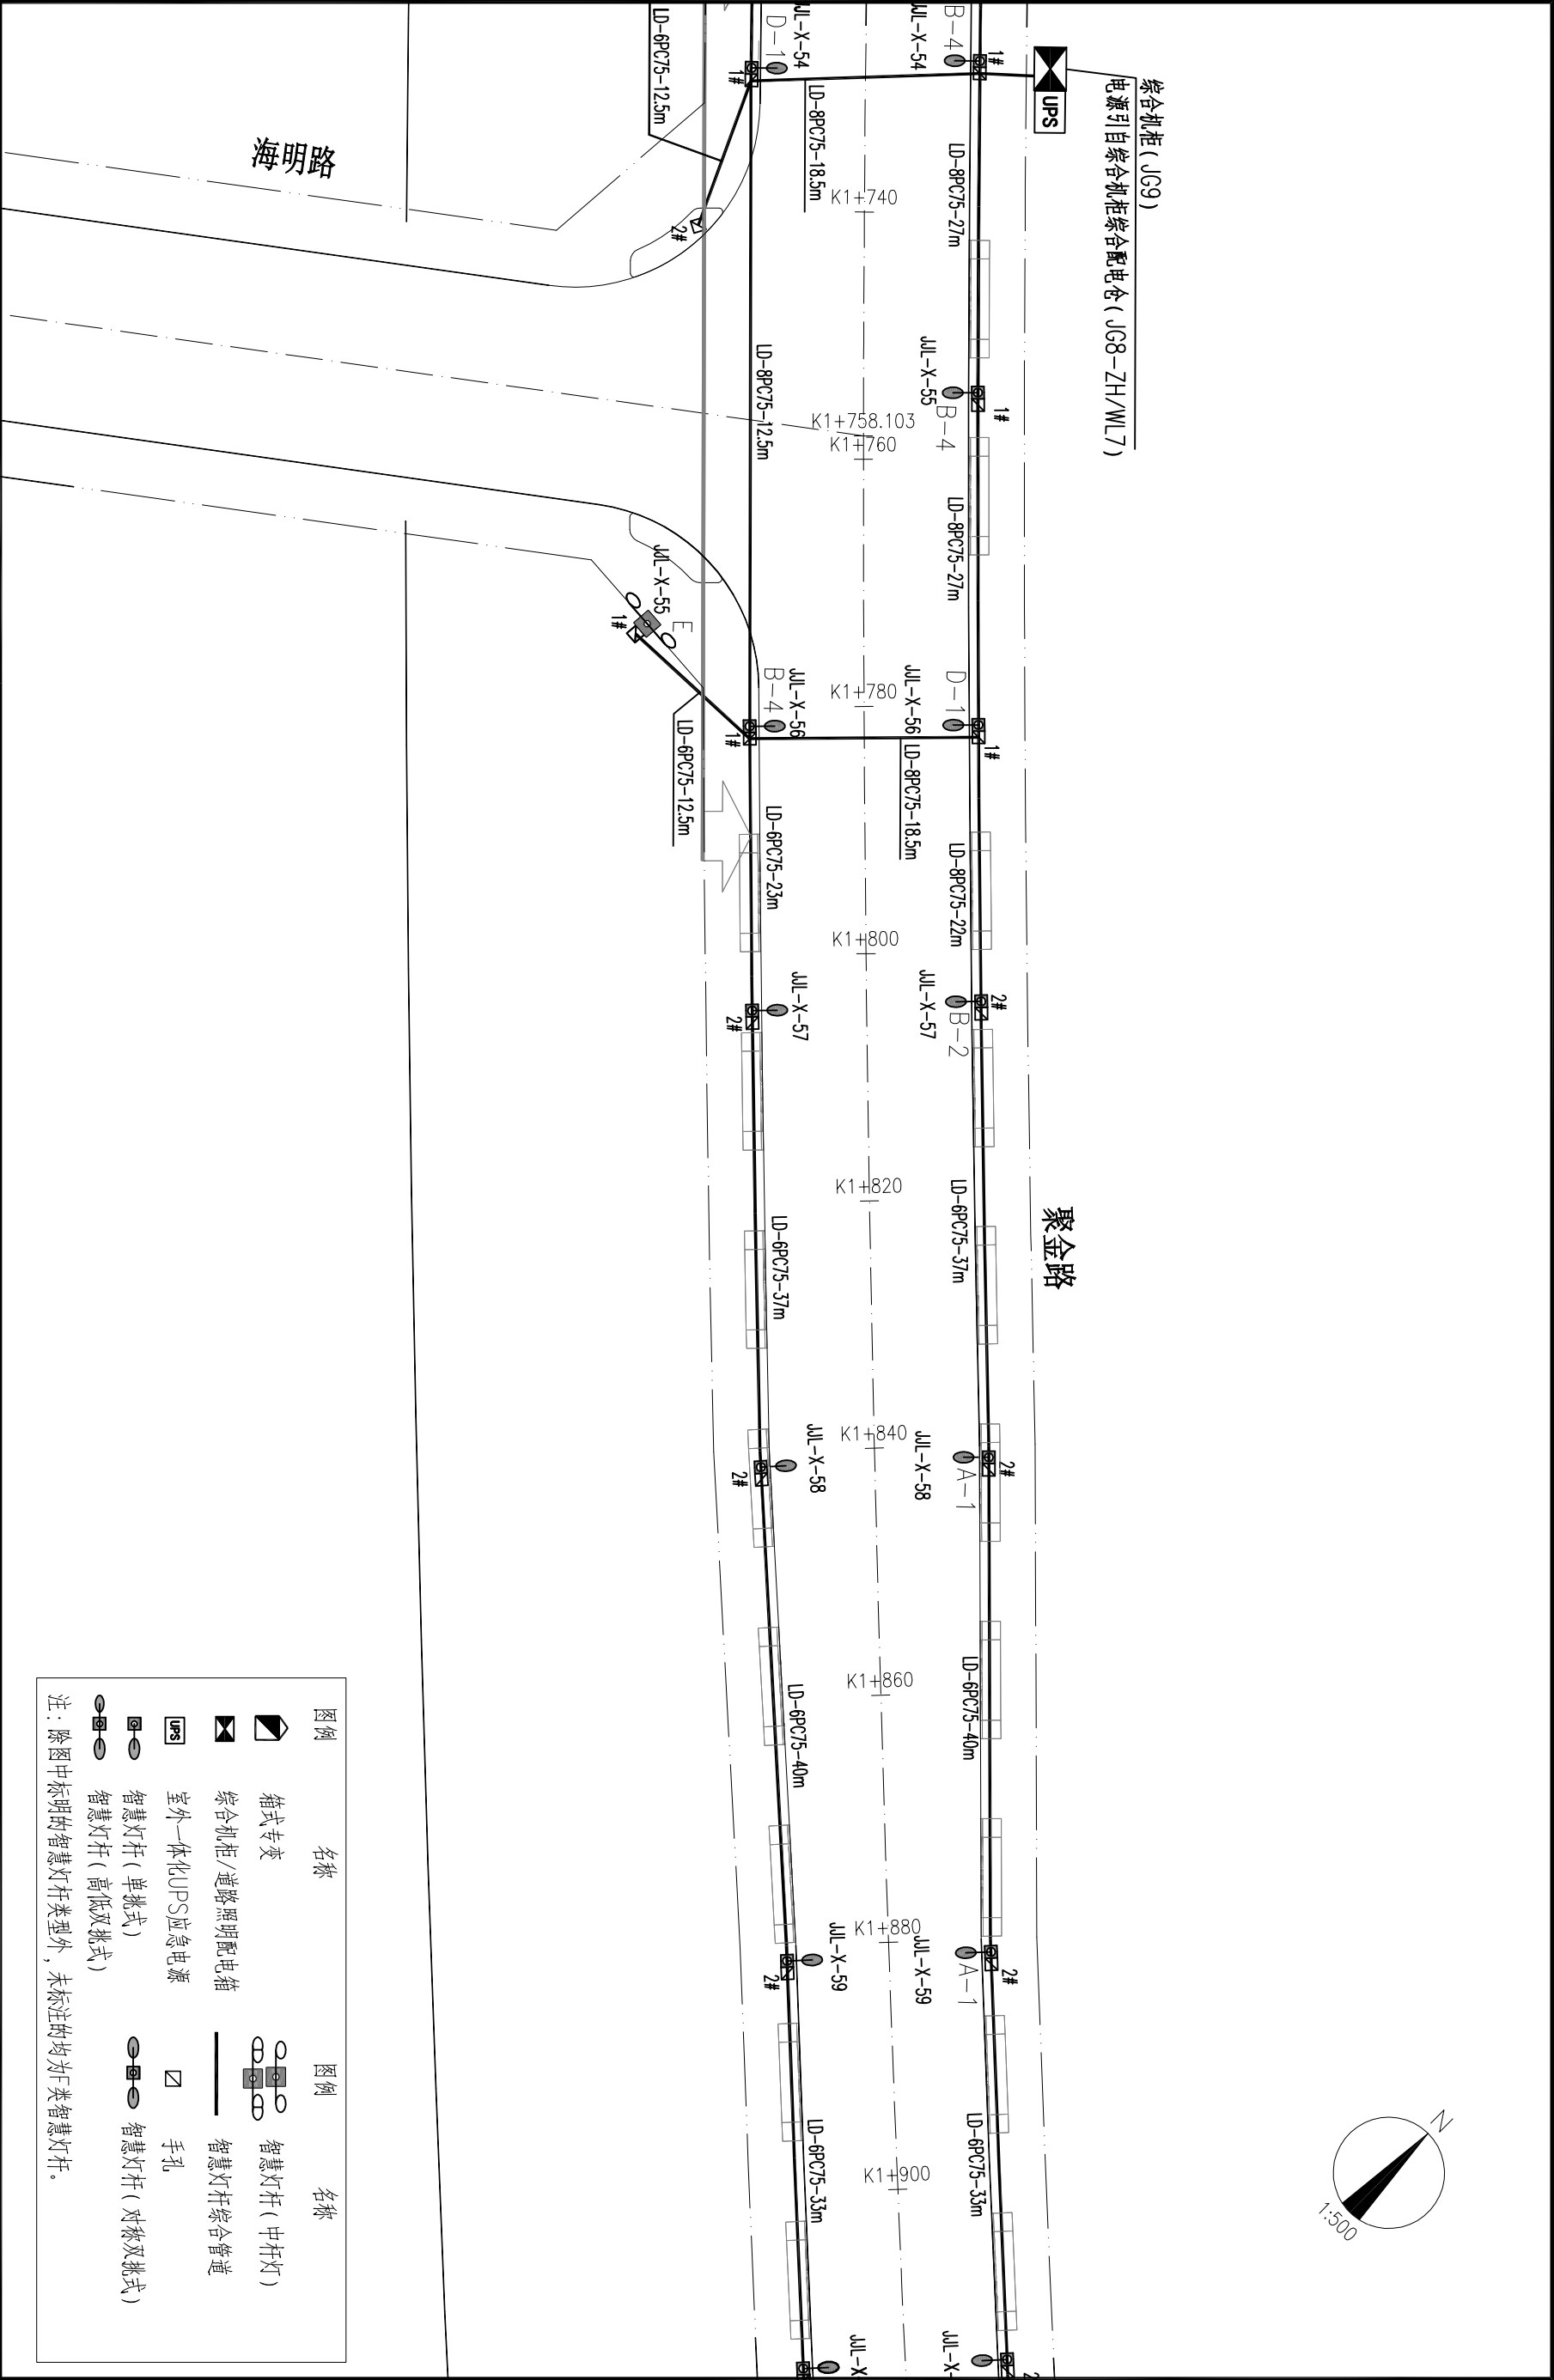 综合机柜(JG9)
电源引自综合机柜综合配电仓(JG8-ZH/WL7)
UPS
1#
B-4
JJL-X-54
LD-8PC75-27m
JJL-X-55
B-4
1#
LD-8PC75-27m
D-1
JJL-X-56
1#
LD-8PC75-18.5m
LD-8PC75-22m
JJL-X-57
2#
B-2
LD-6PC75-37m
聚金路
JJL-X-58
2#
A-1
LD-6PC75-40m
JJL-X-59
2#
A-1
LD-6PC75-33m
JJL-X-
K1+740
K1+758.103
K1+760
K1+780
K1+800
K1+820
K1+840
K1+860
K1+880
K1+900
JJL-X-54
D-1
1#
LD-8PC75-18.5m
LD-6PC75-12.5m
2#
海明路
LD-8PC75-12.5m
JJL-X-55
E
1#
JJL-X-56
B-4
1#
LD-6PC75-12.5m
LD-6PC75-23m
JJL-X-57
2#
LD-6PC75-37m
JJL-X-58
2#
LD-6PC75-40m
JJL-X-59
2#
LD-6PC75-33m
JJL-X
N
1:500
图例 名称 图例 名称
箱式专变 智慧灯杆(中杆灯)
综合机柜/道路照明配电箱 智慧灯杆综合管道
UPS 室外一体化UPS应急电源 手孔
智慧灯杆(单挑式) 智慧灯杆(对称双挑式)
智慧灯杆(高低双挑式)
注:除图中标明的智慧灯杆类型外,未标注的均为F类智慧灯杆。